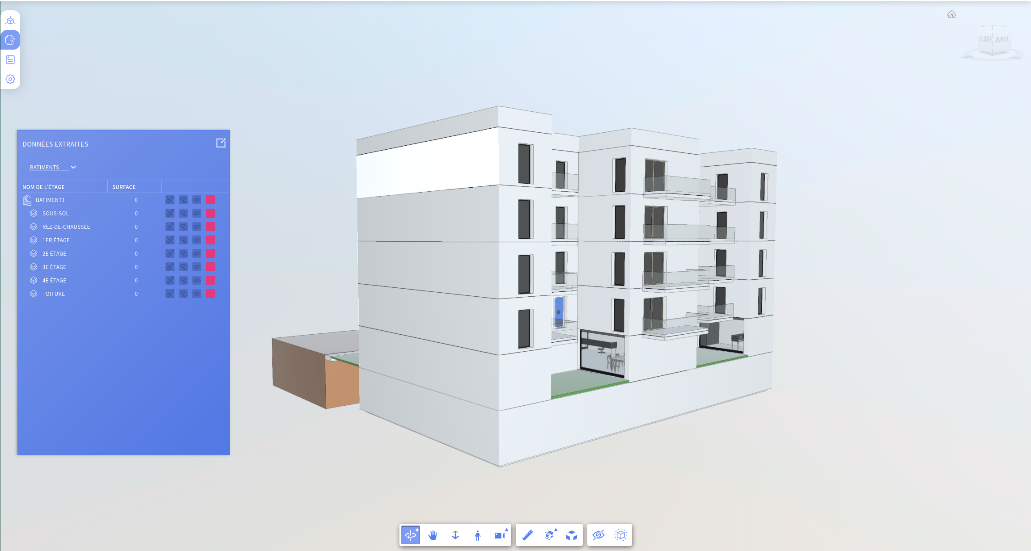 DONNÉES EXTRAITES
BATIMENTS
NOM DE L'ÉTAGE SURFACE
BATIMENT1 0
SOUS-SOL 0
REZ-DE-CHAUSSÉE 0
1ER ÉTAGE 0
2E ÉTAGE 0
3E ÉTAGE 0
4E ÉTAGE 0
TOITURE 0